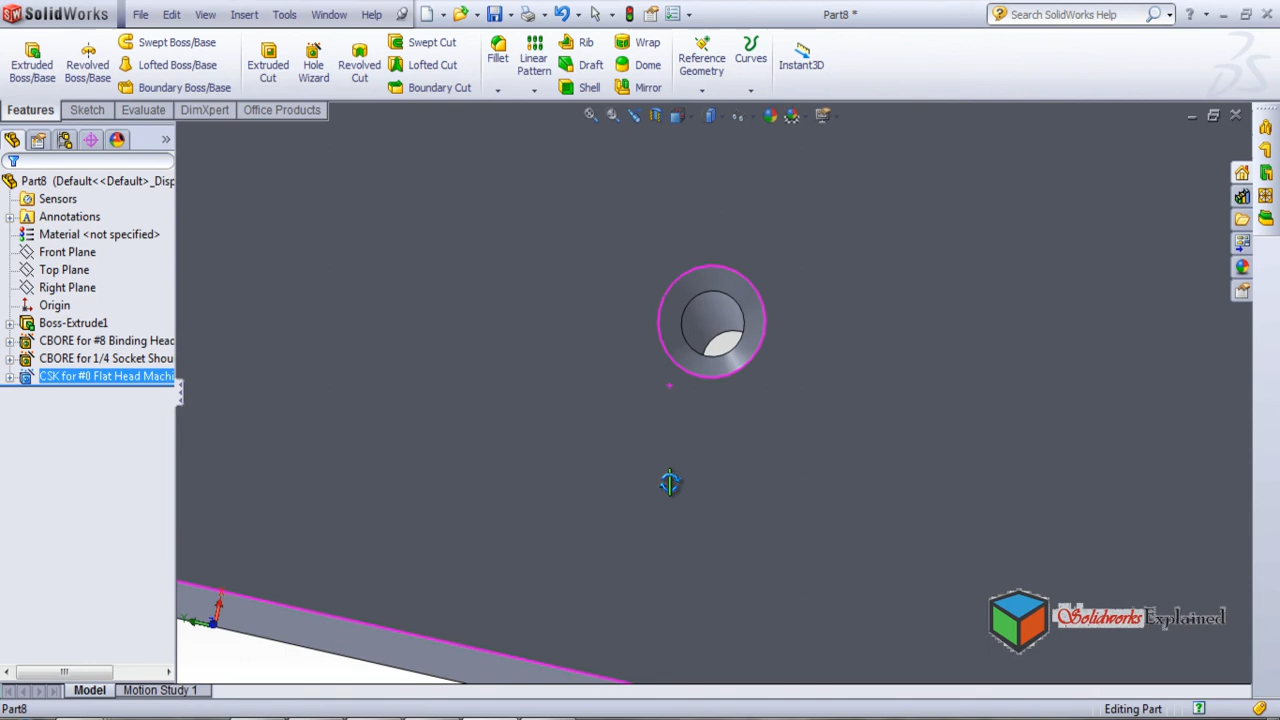 SolidWorks File Edit View Insert Tools Window Help Part8 * Search SolidWorks Help
Extruded Boss/Base
Revolved Boss/Base
Swept Boss/Base
Lofted Boss/Base
Boundary Boss/Base
Extruded Cut
Hole Wizard
Revolved Cut
Swept Cut
Lofted Cut
Boundary Cut
Fillet
Linear Pattern
Rib
Draft
Shell
Wrap
Dome
Mirror
Reference Geometry
Curves
Instant3D
Features Sketch Evaluate DimXpert Office Products
Part8 (Default<<Default>_Disp
Sensors
Annotations
Material <not specified>
Front Plane
Top Plane
Right Plane
Origin
Boss-Extrude1
CBORE for #8 Binding Head
CBORE for 1/4 Socket Shou
CSK for #0 Flat Head Machi
Solidworks Explained
Model Motion Study 1
Part8 Editing Part